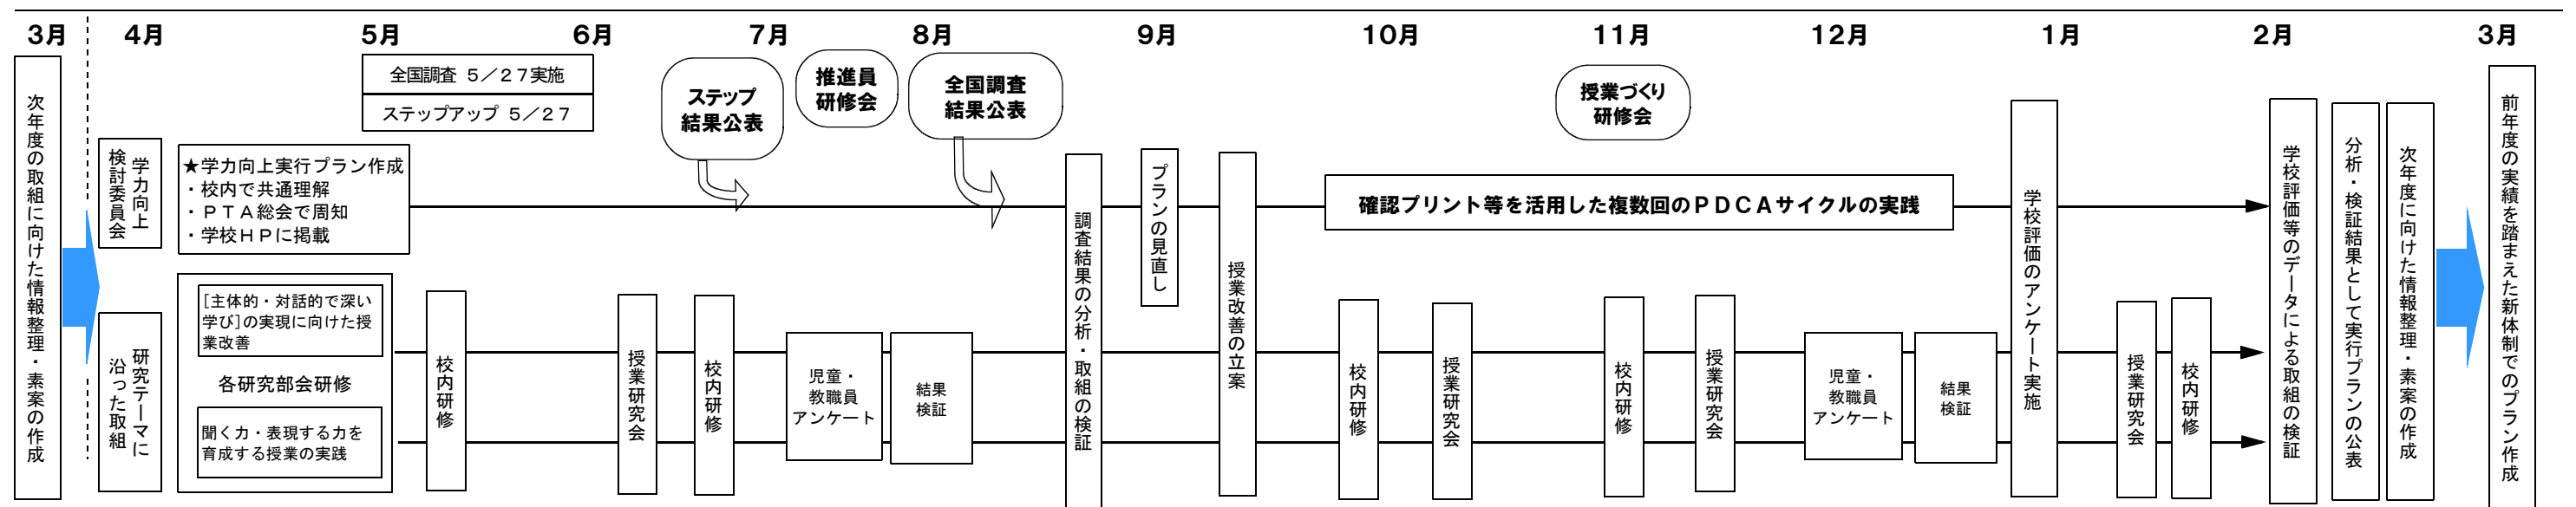 3月
4月
5月
6月
7月
8月
9月
10月
11月
12月
1月
2月
3月
次年度の取組に向けた情報整理・素案の作成
学力向上
検討委員会
研究テーマに
沿った取組
全国調査 5／27実施
ステップアップ 5／27
★学力向上実行プラン作成
・校内で共通理解
・ＰＴＡ総会で周知
・学校ＨＰに掲載
[主体的・対話的で深い
学び]の実現に向けた授
業改善
各研究部会研修
聞く力・表現する力を
育成する授業の実践
校内研修
授業研究会
ステップ
結果公表
校内研修
推進員
研修会
児童・
教職員
アンケート
全国調査
結果公表
結果
検証
調査結果の分析・取組の検証
プランの見直し
授業改善の立案
確認プリント等を活用した複数回のＰＤＣＡサイクルの実践
校内研修
授業研究会
授業づくり
研修会
校内研修
授業研究会
児童・
教職員
アンケート
結果
検証
学校評価のアンケート実施
授業研究会
校内研修
学校評価等のデータによる取組の検証
分析・検証結果として実行プランの公表
次年度に向けた情報整理・素案の作成
前年度の実績を踏まえた新体制でのプラン作成